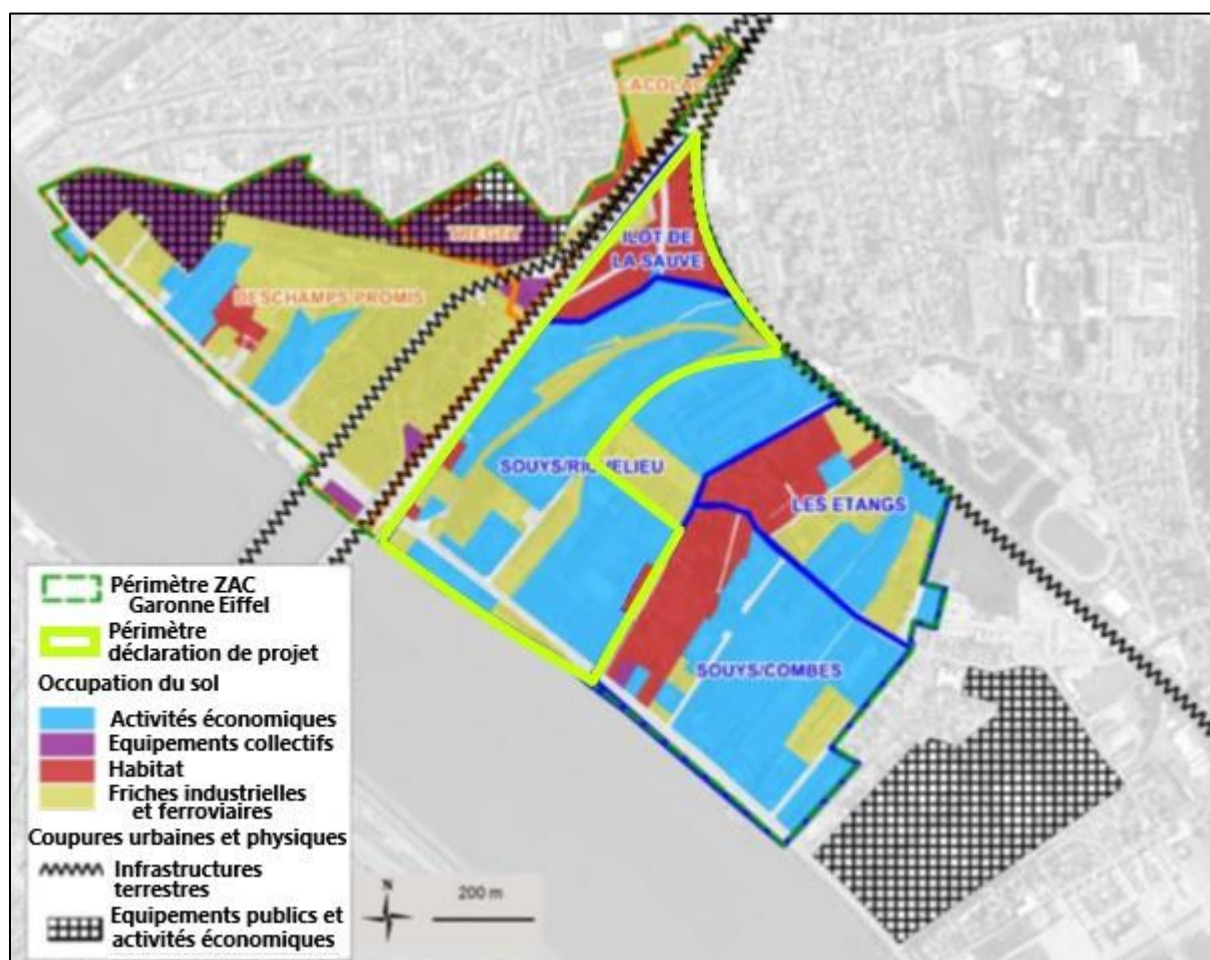 CACOLAC
TREGEY
ILOT DE
LA SAUVE
DESCHAMPS PROMIS
SOUYS/RICHELIEU
LES ETANGS
SOUYS/COMBES
Périmètre ZAC
Garonne Eiffel
Périmètre
déclaration de projet
Occupation du sol
Activités économiques
Equipements collectifs
Habitat
Friches industrielles
et ferroviaires
Coupures urbaines et physiques
Infrastructures
terrestres
Equipements publics et
activités économiques
N
200 m